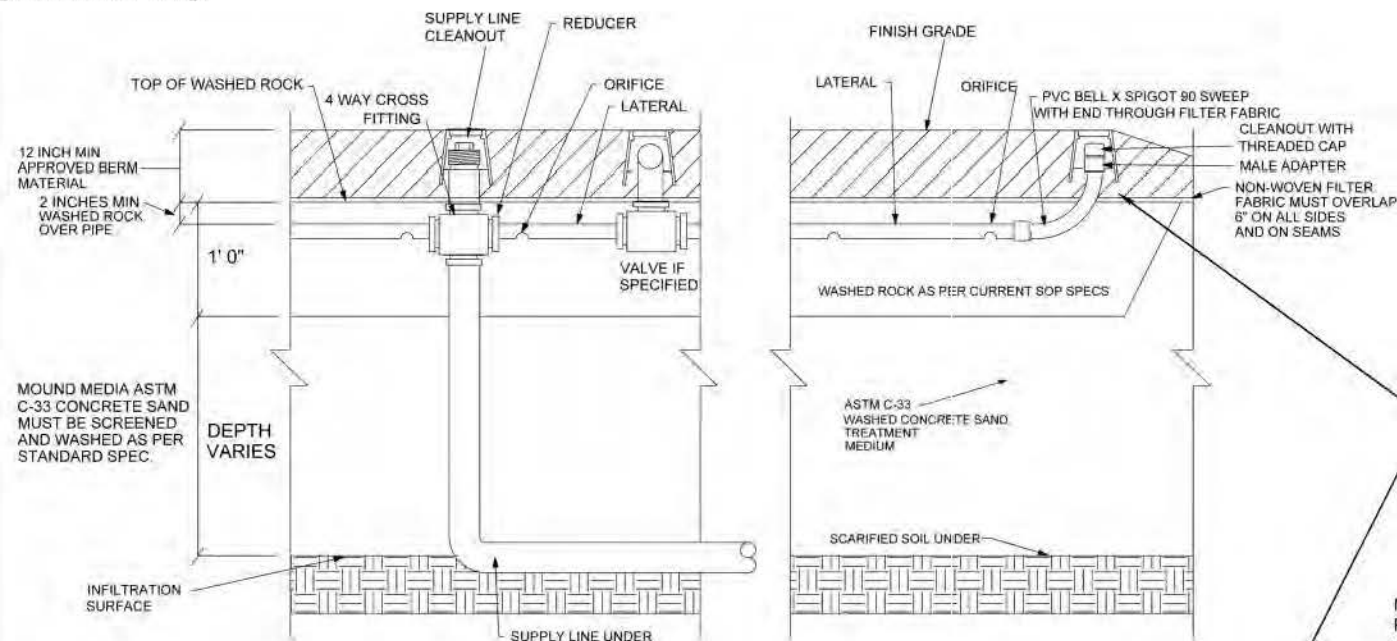 SUPPLY LINE
CLEANOUT
REDUCER
FINISH GRADE
TOP OF WASHED ROCK
4 WAY CROSS
FITTING
ORIFICE
LATERAL
LATERAL
ORIFICE
PVC BELL X SPIGOT 90 SWEEP
WITH END THROUGH FILTER FABRIC
CLEANOUT WITH
THREADED CAP
MALE ADAPTER
NON-WOVEN FILTER
FABRIC MUST OVERLAP
6" ON ALL SIDES
AND ON SEAMS
12 INCH MIN
APPROVED BERM
MATERIAL
2 INCHES MIN
WASHED ROCK
OVER PIPE
1' 0"
VALVE IF
SPECIFIED
WASHED ROCK AS PER CURRENT SOP SPECS
MOUND MEDIA ASTM
C-33 CONCRETE SAND
MUST BE SCREENED
AND WASHED AS PER
STANDARD SPEC.
DEPTH
VARIES
ASTM C-33
WASHED CONCRETE SAND
TREATMENT
MEDIUM
SCARIFIED SOIL UNDER
INFILTRATION
SURFACE
SUPPLY LINE UNDER